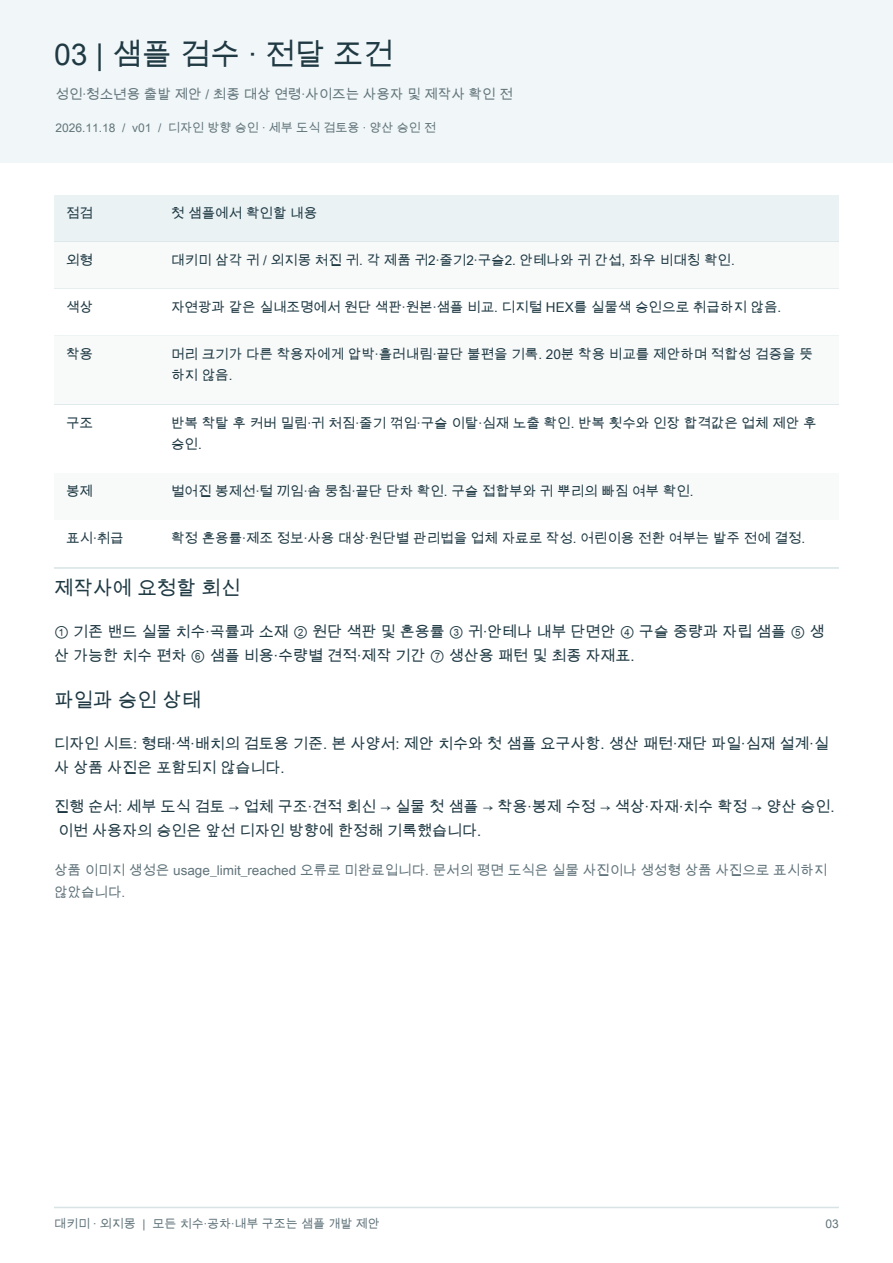 03 | 샘플 검수 · 전달 조건
성인·청소년용 출발 제안 / 최종 대상 연령·사이즈는 사용자 및 제작사 확인 전
2026.11.18 / v01 / 디자인 방향 승인 · 세부 도식 검토용 · 양산 승인 전
점검 첫 샘플에서 확인할 내용
외형 대키미 삼각 귀 / 외지몽 처진 귀. 각 제품 귀2·줄기2·구슬2. 안테나와 귀 간섭, 좌우 비대칭 확인.
색상 자연광과 같은 실내조명에서 원단 색판·원본·샘플 비교. 디지털 HEX를 실물색 승인으로 취급하지 않음.
착용 머리 크기가 다른 착용자에게 압박·흘러내림·끝단 불편을 기록. 20분 착용 비교를 제안하며 적합성 검증을 뜻
하지 않음.
구조 반복 착탈 후 커버 밀림·귀 처짐·줄기 꺾임·구슬 이탈·심재 노출 확인. 반복 횟수와 인장 합격값은 업체 제안 후
승인.
봉제 벌어진 봉제선·털 끼임·솜 뭉침·끝단 단차 확인. 구슬 접합부와 귀 뿌리의 빠짐 여부 확인.
표시·취급 확정 혼용률·제조 정보·사용 대상·원단별 관리법을 업체 자료로 작성. 어린이용 전환 여부는 발주 전에 결정.
제작사에 요청할 회신
① 기존 밴드 실물 치수·곡률과 소재 ② 원단 색판 및 혼용률 ③ 귀·안테나 내부 단면안 ④ 구슬 중량과 자립 샘플 ⑤ 생
산 가능한 치수 편차 ⑥ 샘플 비용·수량별 견적·제작 기간 ⑦ 생산용 패턴 및 최종 자재표.
파일과 승인 상태
디자인 시트: 형태·색·배치의 검토용 기준. 본 사양서: 제안 치수와 첫 샘플 요구사항. 생산 패턴·재단 파일·심재 설계·실
사 상품 사진은 포함되지 않습니다.
진행 순서: 세부 도식 검토 → 업체 구조·견적 회신 → 실물 첫 샘플 → 착용·봉제 수정 → 색상·자재·치수 확정 → 양산 승인.
이번 사용자의 승인은 앞선 디자인 방향에 한정해 기록했습니다.
상품 이미지 생성은 usage_limit_reached 오류로 미완료입니다. 문서의 평면 도식은 실물 사진이나 생성형 상품 사진으로 표시하지
않았습니다.
대키미 · 외지몽 | 모든 치수·공차·내부 구조는 샘플 개발 제안 03